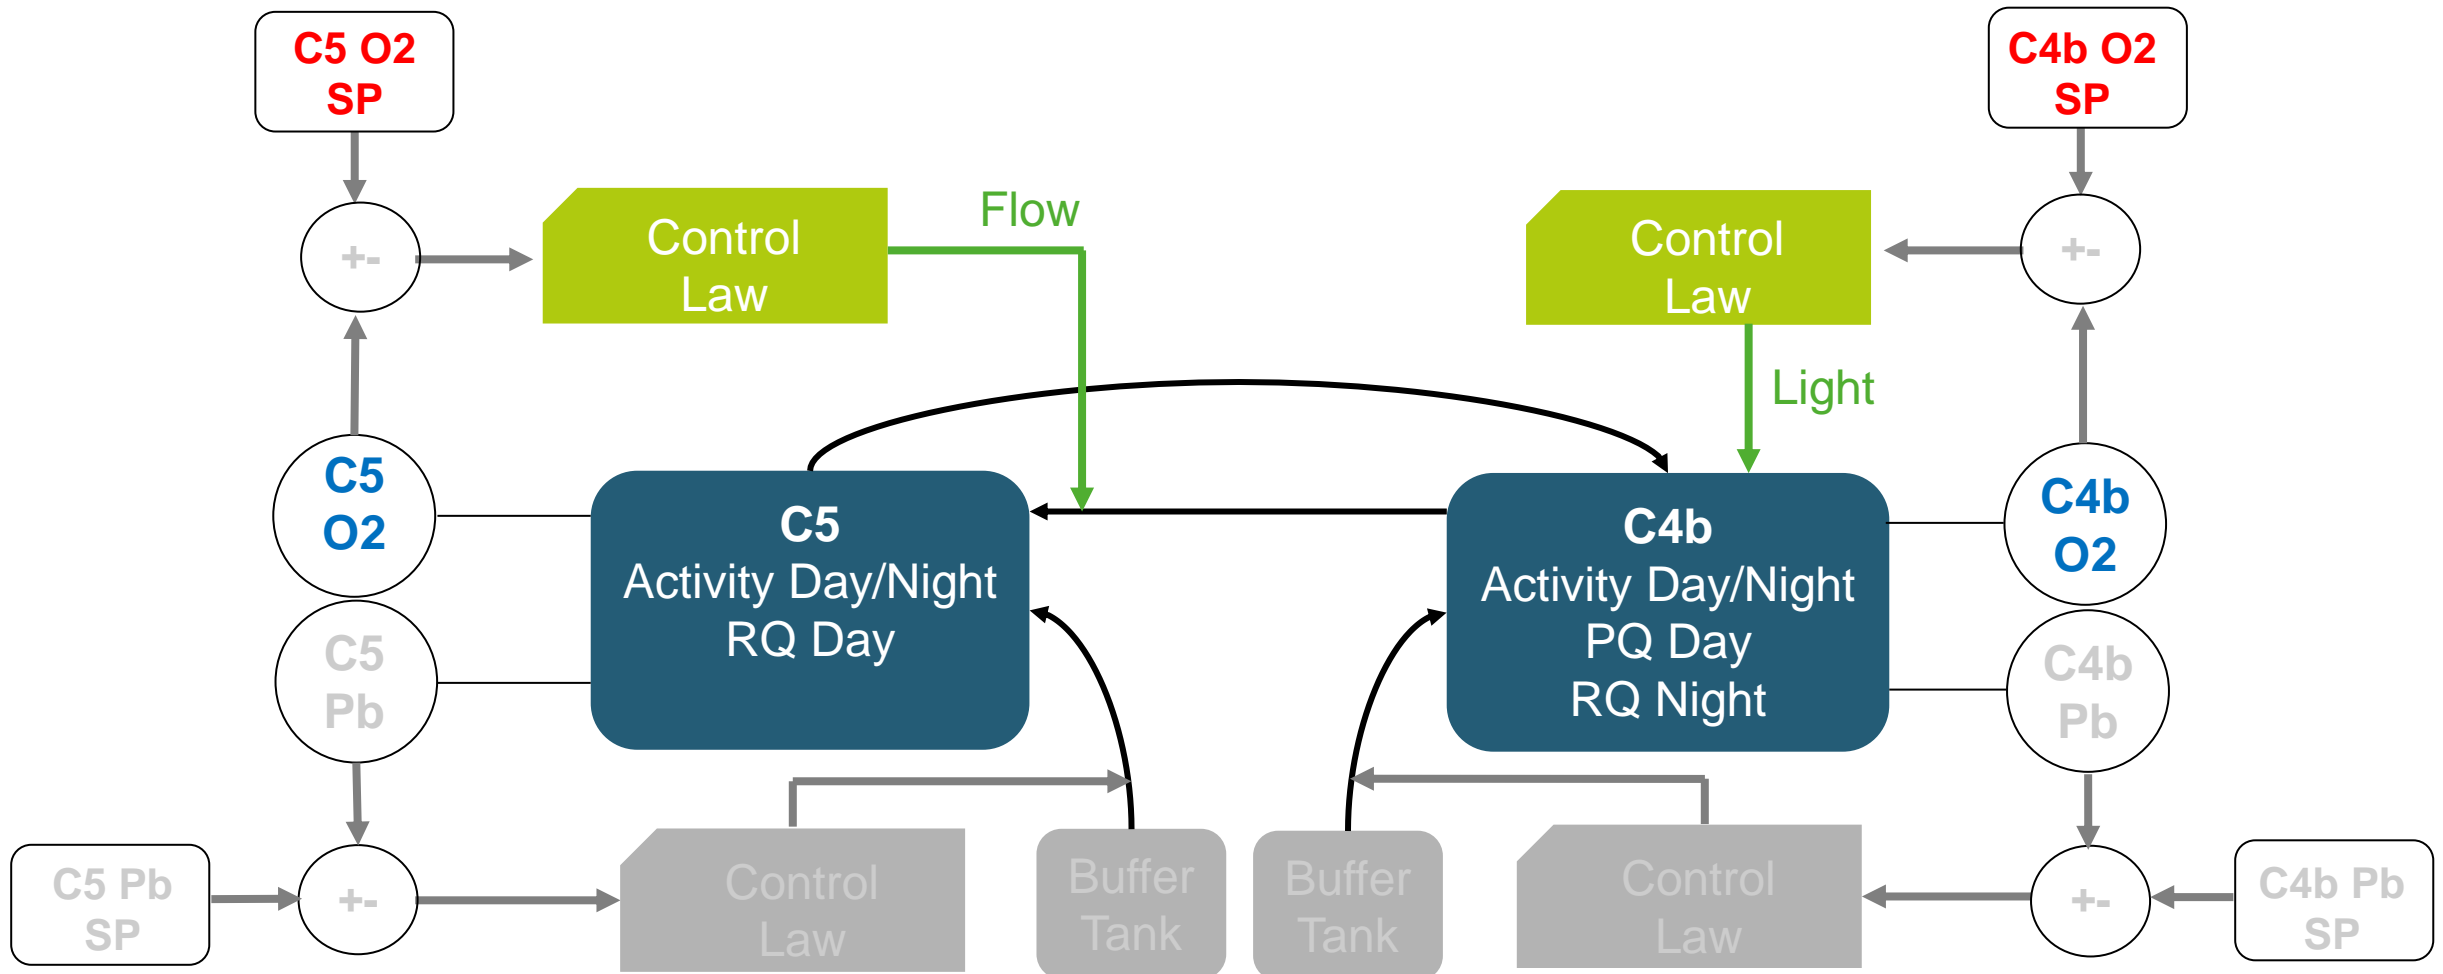 C5 O2
SP
C4b O2
SP
+-
Control
Law
Flow
Control
Law
+-
Light
C5
O2
C5
Activity Day/Night
RQ Day
C4b
Activity Day/Night
PQ Day
RQ Night
C4b
O2
C5
Pb
C4b
Pb
C5 Pb
SP
+-
Control
Law
Buffer
Tank
Buffer
Tank
Control
Law
+-
C4b Pb
SP